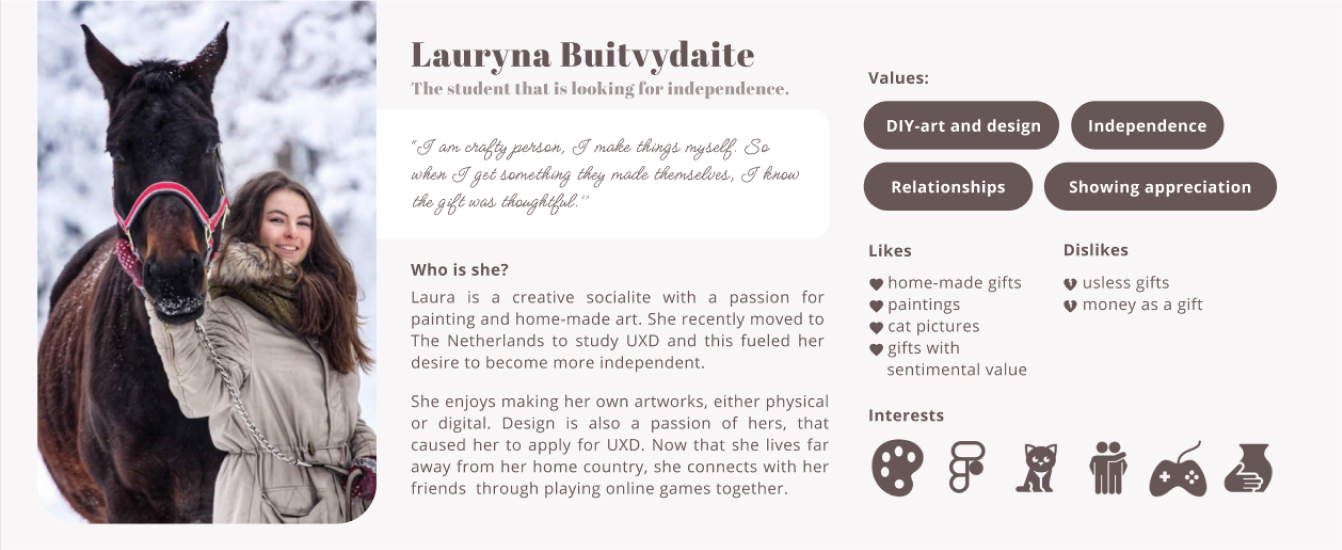 Lauryna Buitvydaite
The student that is looking for independence.
"I am crafty person, I make things myself. So
when I get something they made themselves, I know
the gift was thoughtful.’’
Who is she?
Laura is a creative socialite with a passion for
painting and home-made art. She recently moved to
The Netherlands to study UXD and this fueled her
desire to become more independent.
She enjoys making her own artworks, either physical
or digital. Design is also a passion of hers, that
caused her to apply for UXD. Now that she lives far
away from her home country, she connects with her
friends through playing online games together.
Values:
DIY-art and design
Independence
Relationships
Showing appreciation
Likes
home-made gifts
paintings
cat pictures
gifts with
sentimental value
Dislikes
usless gifts
money as a gift
Interests